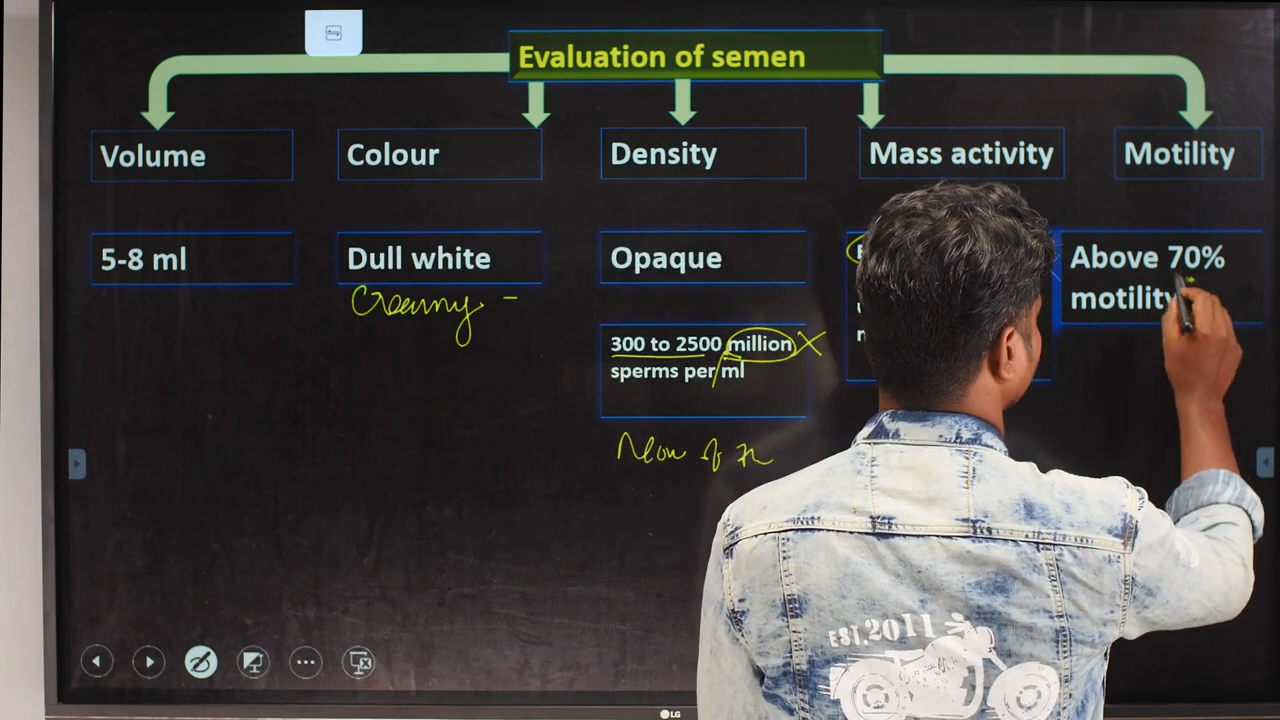 Evaluation of semen
Volume
Colour
Density
Mass activity
Motility
5-8 ml
Dull white
Opaque
Above 70%
motility
Creamy -
300 to 2500 million
sperms per ml
EST.2011
LG